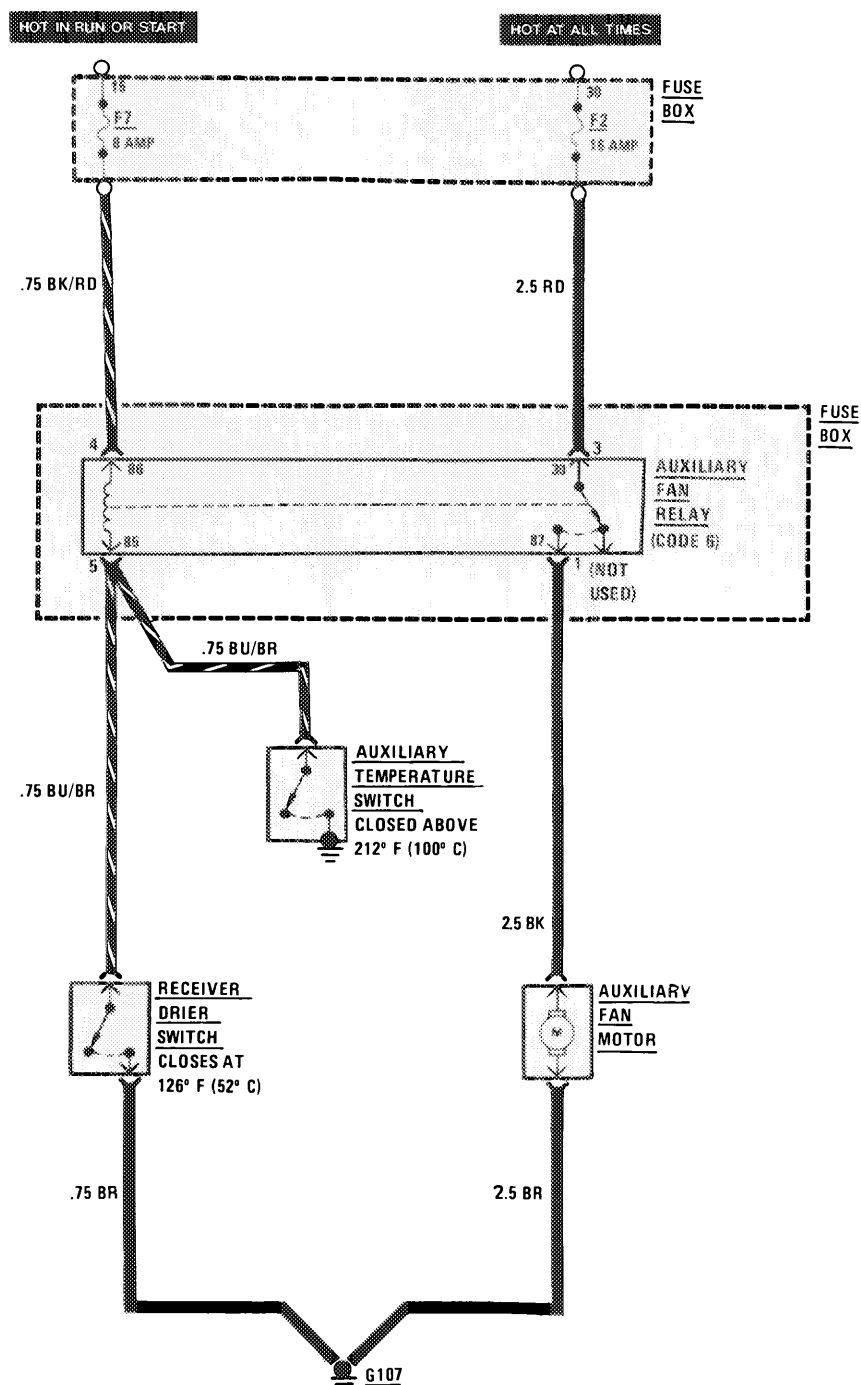 HOT IN RUN OR START
HOT AT ALL TIMES
15
30
FUSE
BOX
F7
8 AMP
F2
16 AMP
.75 BK/RD
2.5 RD
FUSE
BOX
4
3
86
30
AUXILIARY
FAN
RELAY
(CODE 6)
85
87
5
1
(NOT
USED)
.75 BU/BR
.75 BU/BR
AUXILIARY
TEMPERATURE
SWITCH
CLOSED ABOVE
212° F (100° C)
2.5 BK
RECEIVER
DRIER
SWITCH
CLOSES AT
126° F (52° C)
AUXILIARY
FAN
MOTOR
M
.75 BR
2.5 BR
G107